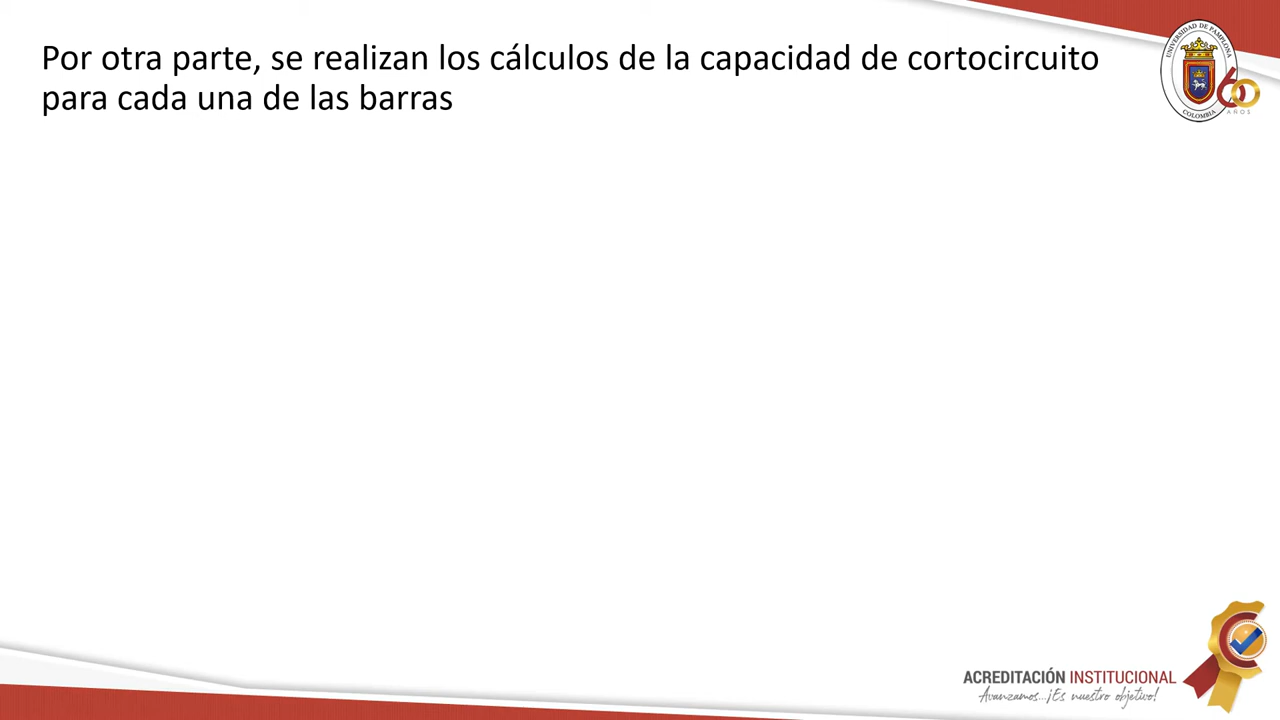 Por otra parte, se realizan los cálculos de la capacidad de cortocircuito
para cada una de las barras
UNIVERSIDAD DE PAMPLONA
COLOMBIA
60
AÑOS
ACREDITACIÓN INSTITUCIONAL
Avanzamos...¡Es nuestro objetivo!